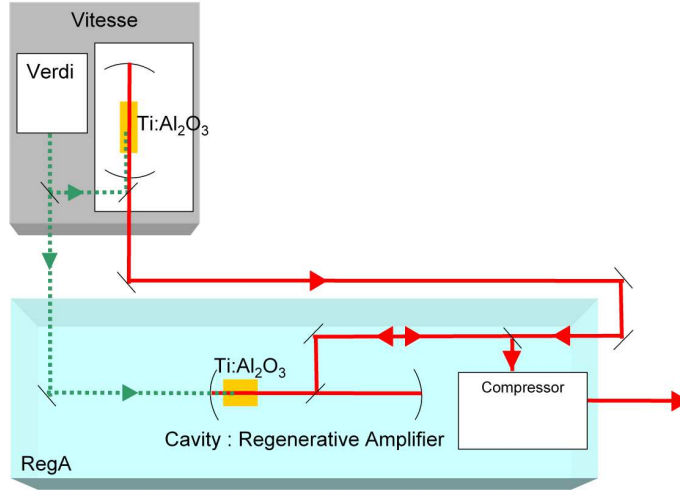 Vitesse
Verdi
Ti:Al₂O₃
Ti:Al₂O₃
Compressor
Cavity : Regenerative Amplifier
RegA